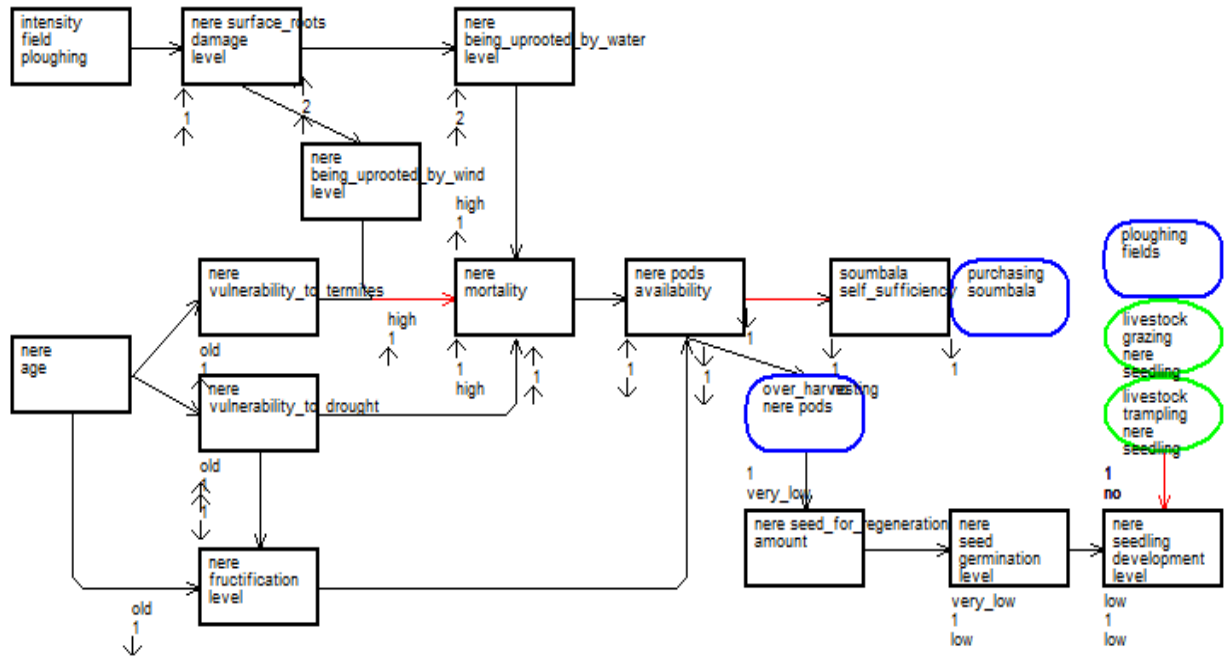 intensity
field
ploughing
nere surface_roots
damage
level
nere
being_uprooted_by_water
level
1
2
2
nere
being_uprooted_by_wind
level
high
1
nere
vulnerability_to_termites
nere
mortality
nere pods
availability
soumbala
self_sufficiency
purchasing
soumbala
ploughing
fields
livestock
grazing
nere
seedling
high
1
1
high
1
1
1
1
1
1
nere
age
old
1
nere
vulnerability_to_drought
over_harvesting
nere pods
no
livestock
trampling
nere
seedling
old
1
1
1
very_low
1
no
nere seed_for_regeneration
amount
nere
seed
germination
level
nere
seedling
development
level
nere
fructification
level
old
1
very_low
1
low
low
1
low